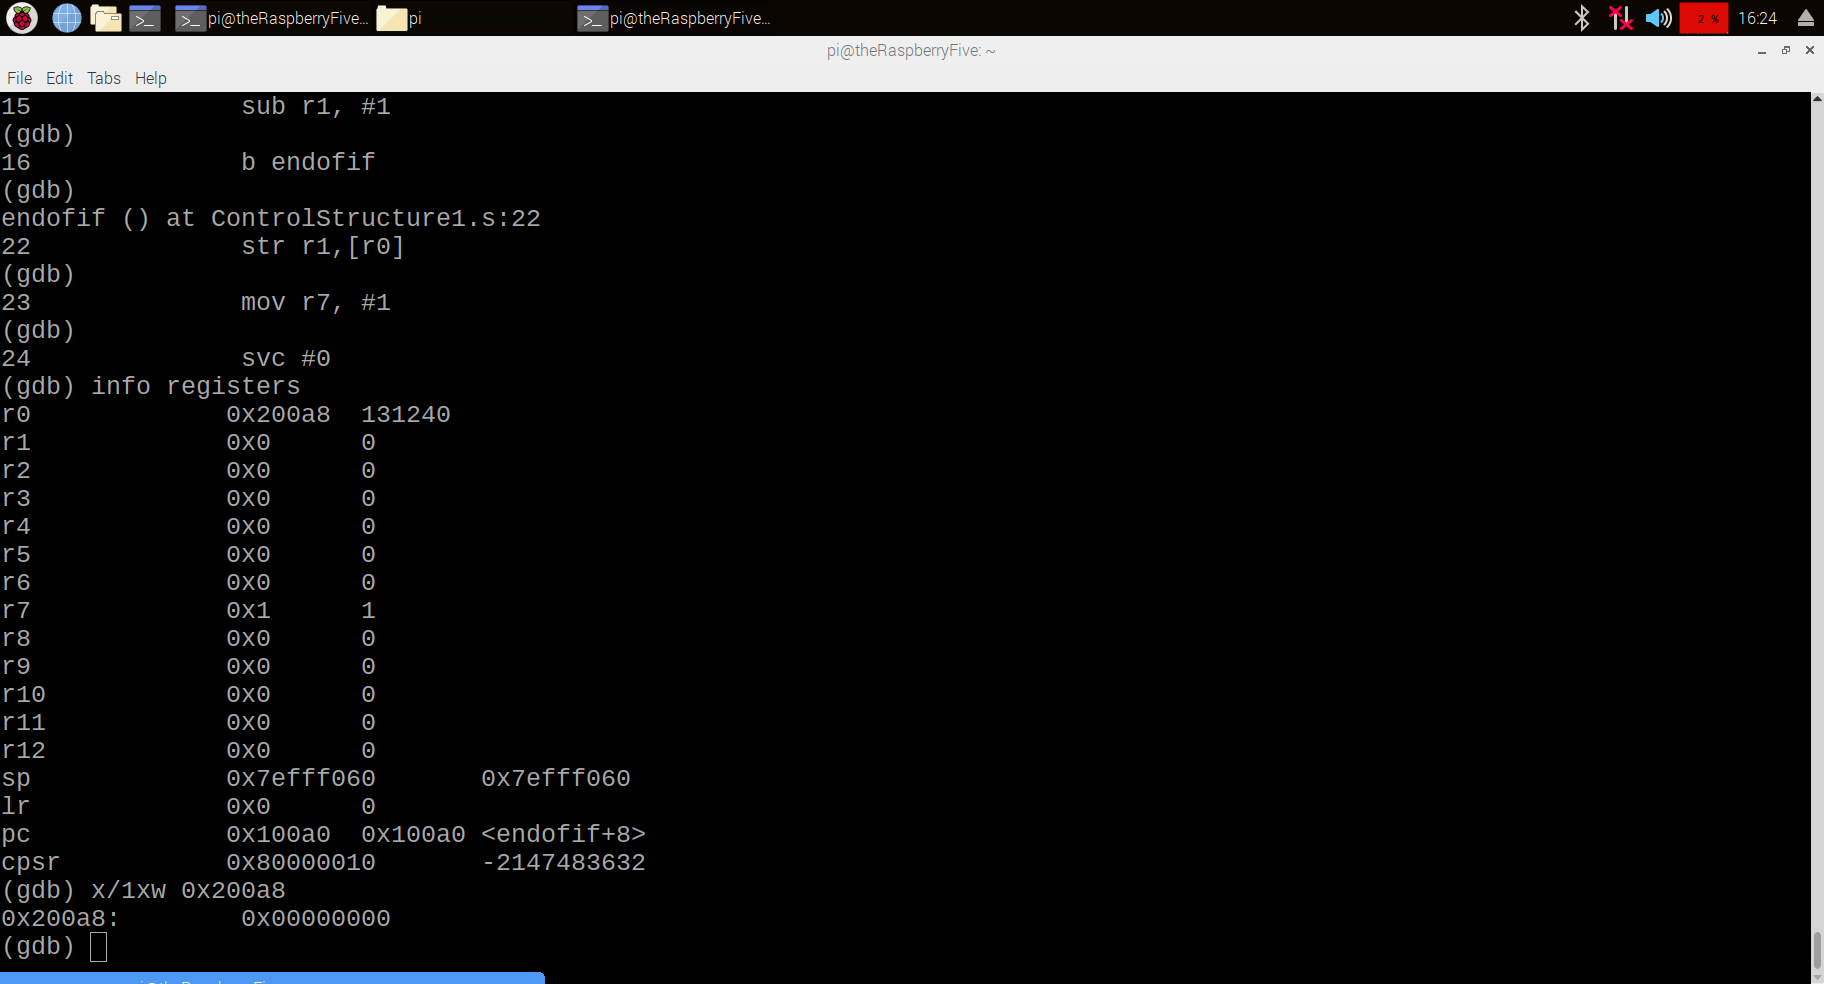 pi@theRaspberryFive... pi pi@theRaspberryFive... 2 % 16:24
pi@theRaspberryFive: ~
File Edit Tabs Help
15 sub r1, #1
(gdb)
16 b endofif
(gdb)
endofif () at ControlStructure1.s:22
22 str r1,[r0]
(gdb)
23 mov r7, #1
(gdb)
24 svc #0
(gdb) info registers
r0 0x200a8 131240
r1 0x0 0
r2 0x0 0
r3 0x0 0
r4 0x0 0
r5 0x0 0
r6 0x0 0
r7 0x1 1
r8 0x0 0
r9 0x0 0
r10 0x0 0
r11 0x0 0
r12 0x0 0
sp 0x7efff060 0x7efff060
lr 0x0 0
pc 0x100a0 0x100a0 <endofif+8>
cpsr 0x80000010 -2147483632
(gdb) x/1xw 0x200a8
0x200a8: 0x00000000
(gdb)